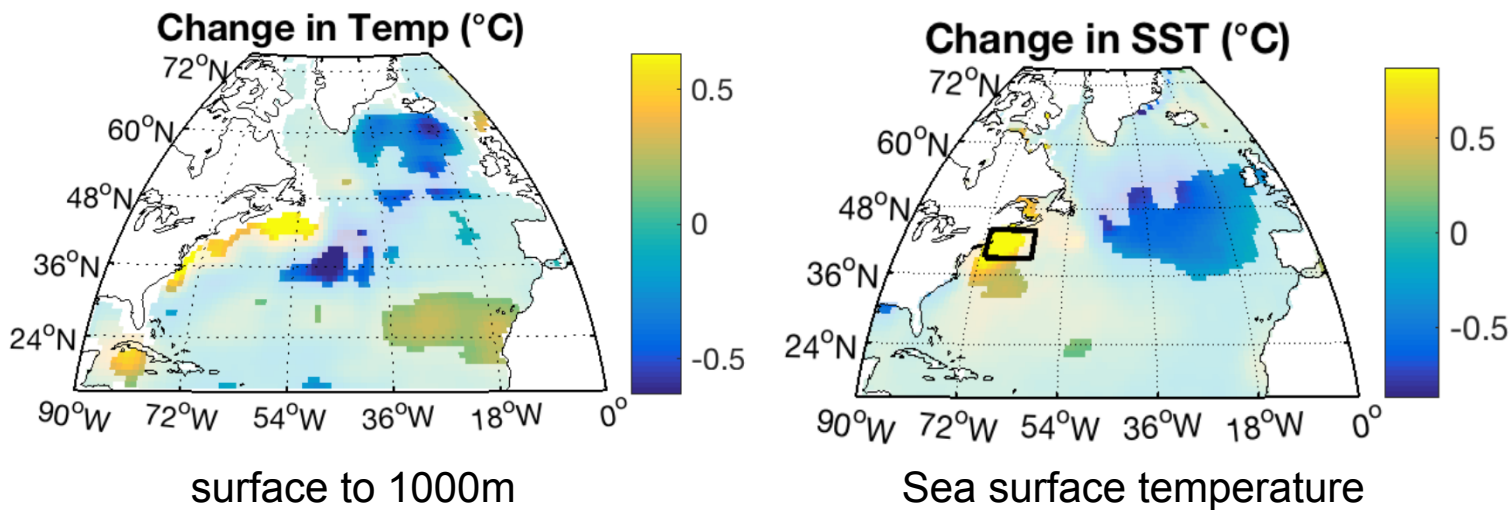 Change in Temp (°C)
72°N
60°N
48°N
36°N
24°N
90°W 72°W 54°W 36°W 18°W 0°
0.5
0
-0.5
surface to 1000m
Change in SST (°C)
72°N
60°N
48°N
36°N
24°N
90°W 72°W 54°W 36°W 18°W 0°
0.5
0
-0.5
Sea surface temperature